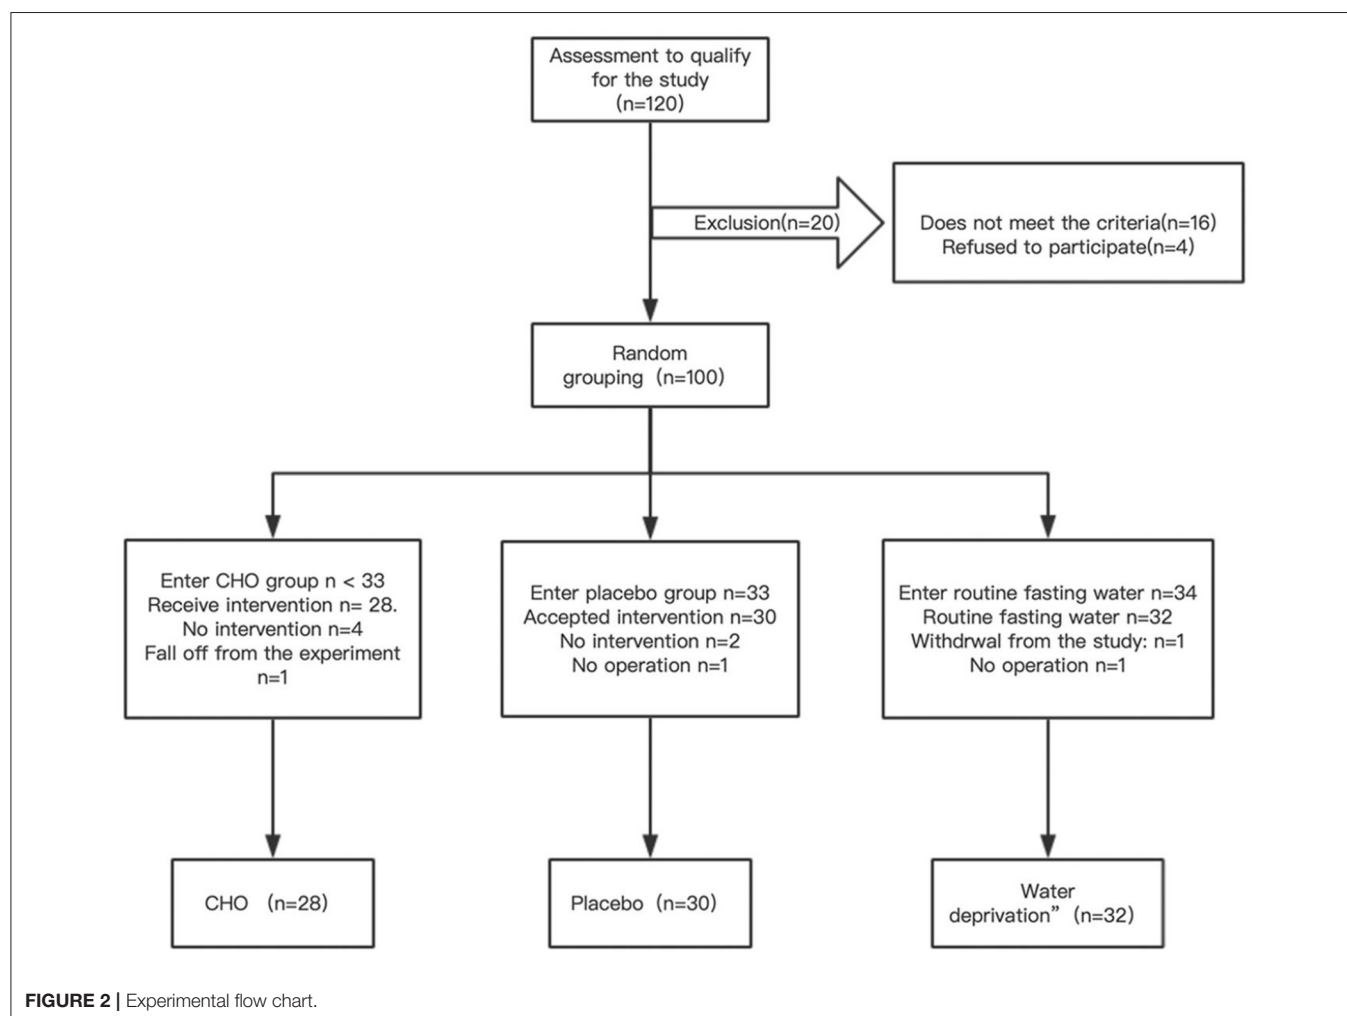 Assessment to qualify
for the study
(n=120)
Exclusion(n=20)
Does not meet the criteria(n=16)
Refused to participate(n=4)
Random
grouping (n=100)
Enter CHO group n < 33
Receive intervention n= 28.
No intervention n=4
Fall off from the experiment
n=1
Enter placebo group n=33
Accepted intervention n=30
No intervention n=2
No operation n=1
Enter routine fasting water n=34
Routine fasting water n=32
Withdrwal from the study: n=1
No operation n=1
CHO (n=28)
Placebo (n=30)
Water
deprivation” (n=32)
FIGURE 2 | Experimental flow chart.